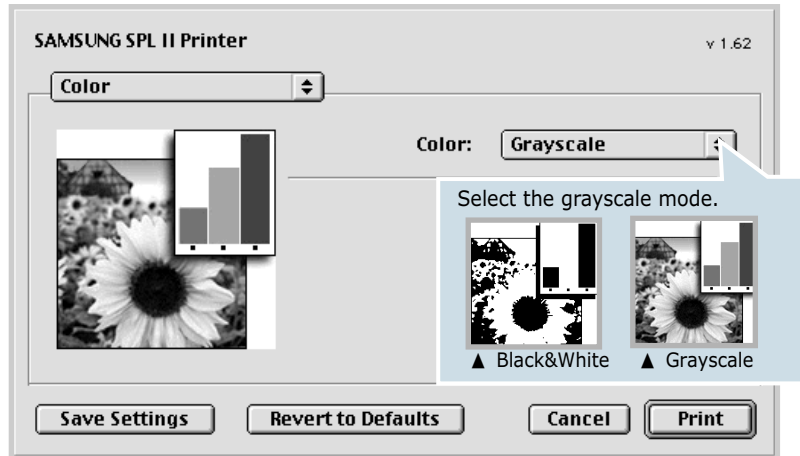 SAMSUNG SPL II Printer
v 1.62
Color
Color: Grayscale
Select the grayscale mode.
▲ Black&White ▲ Grayscale
Save Settings Revert to Defaults Cancel Print